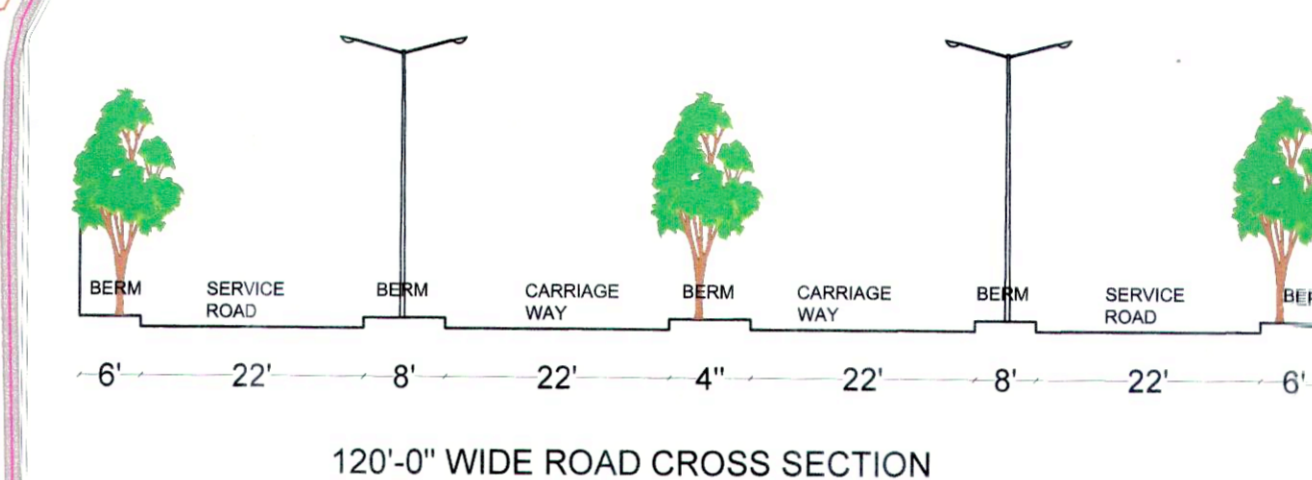 BERM
SERVICE
ROAD
BERM
CARRIAGE
WAY
BERM
CARRIAGE
WAY
BERM
SERVICE
ROAD
6' 22' 8' 22' 4" 22' 8' 22' 6'
120'-0" WIDE ROAD CROSS SECTION